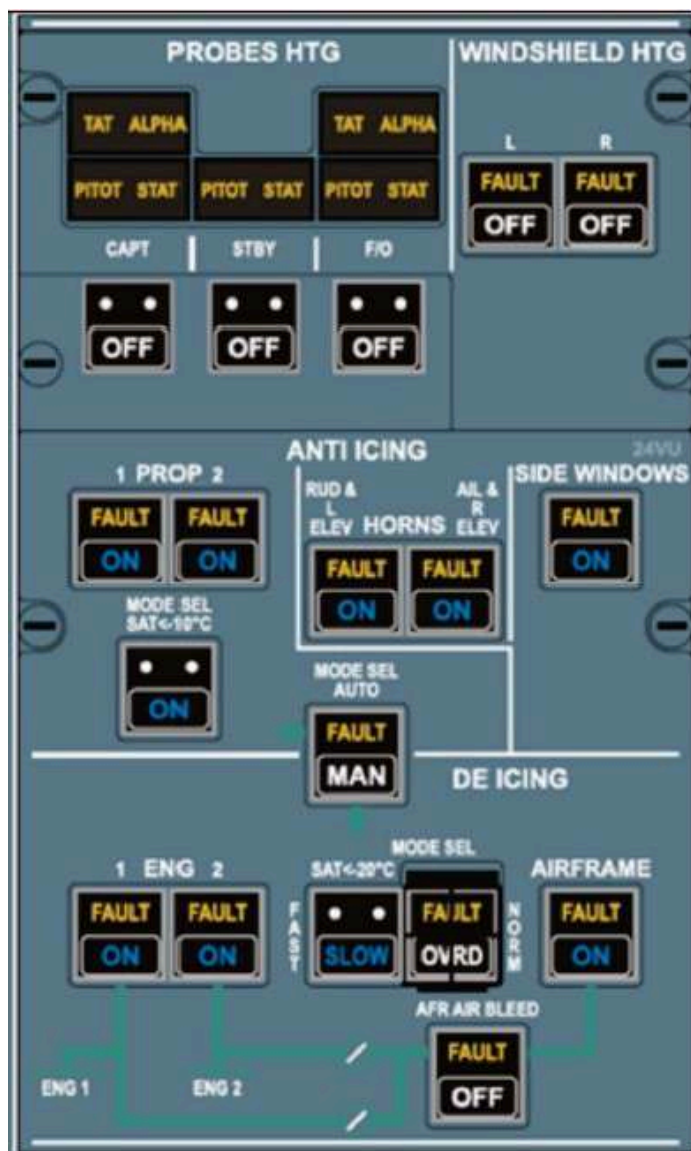 PROBES HTG
WINDSHIELD HTG
TAT ALPHA
TAT ALPHA
PITOT STAT
PITOT STAT
PITOT STAT
L
R
FAULT
OFF
FAULT
OFF
CAPT
STBY
F/O
OFF
OFF
OFF
ANTI ICING
24VU
1 PROP 2
FAULT
ON
FAULT
ON
MODE SEL
SAT<-10°C
ON
RUD &
L
ELEV
HORNS
AIL &
R
ELEV
FAULT
ON
FAULT
ON
SIDE WINDOWS
FAULT
ON
MODE SEL
AUTO
FAULT
MAN
DE ICING
1 ENG 2
FAULT
ON
FAULT
ON
MODE SEL
SAT<-20°C
FAST
SLOW
FAULT
OVRD
NORM
AIRFRAME
FAULT
ON
AFR AIR BLEED
FAULT
OFF
ENG 1
ENG 2